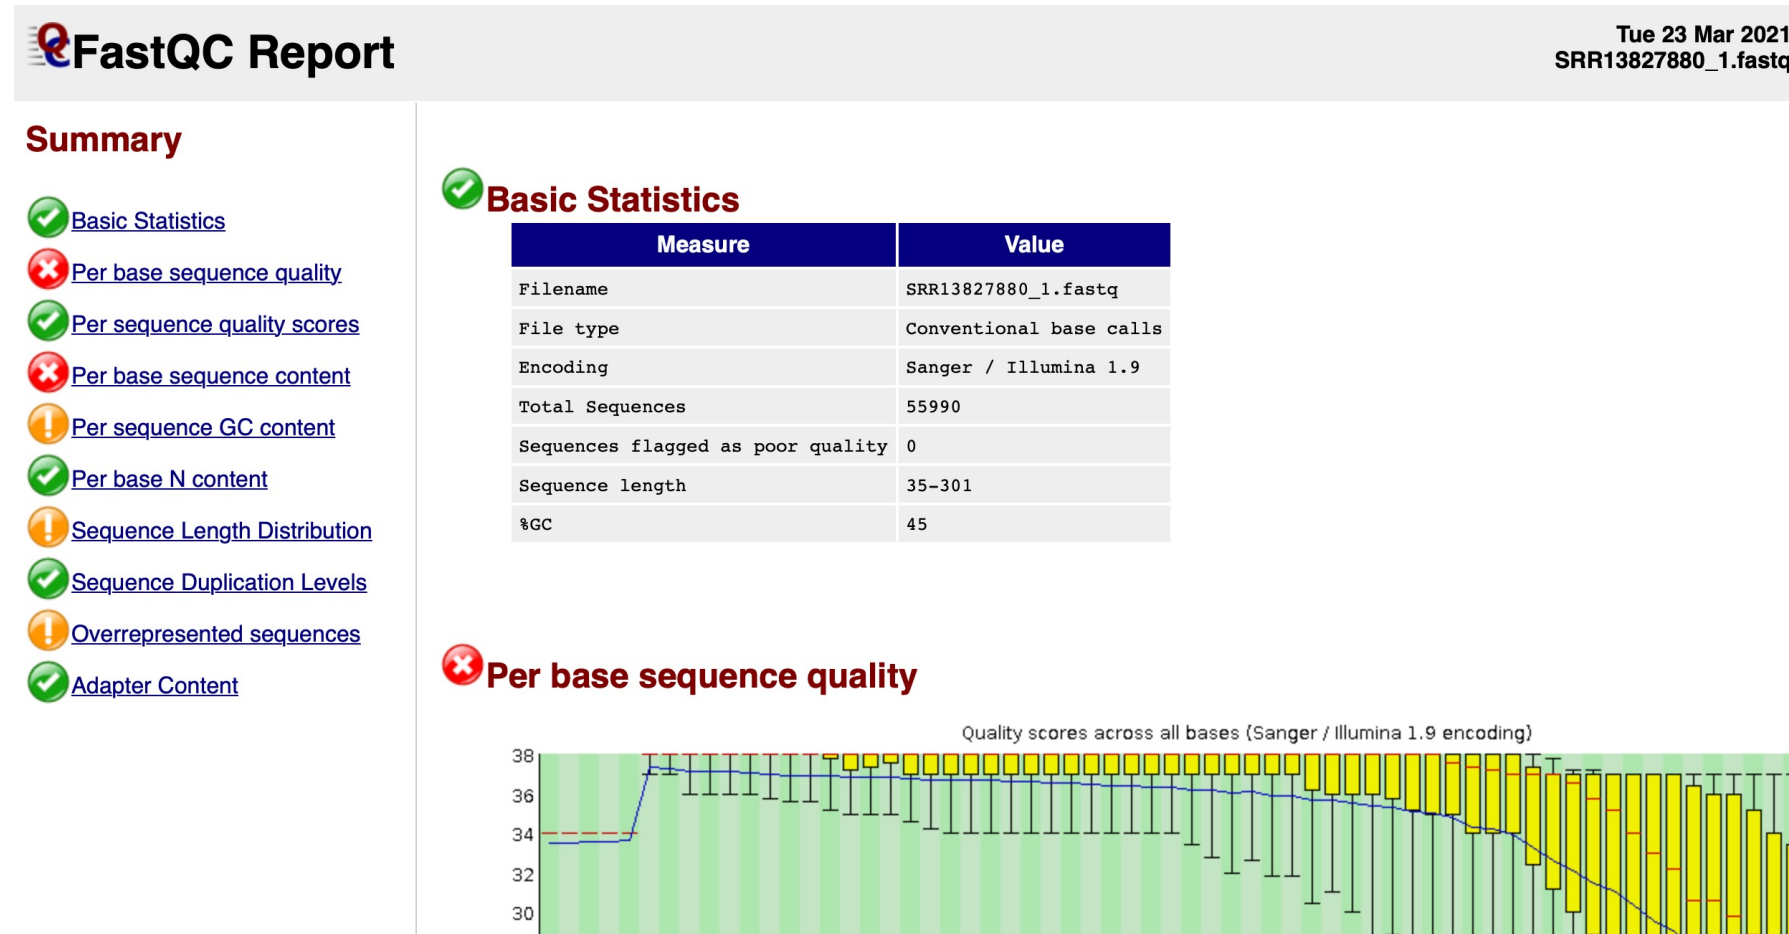 FastQC Report
Tue 23 Mar 2021
SRR13827880_1.fastq
Summary
Basic Statistics
Per base sequence quality
Per sequence quality scores
Per base sequence content
Per sequence GC content
Per base N content
Sequence Length Distribution
Sequence Duplication Levels
Overrepresented sequences
Adapter Content
Basic Statistics
Measure Value
Filename SRR13827880_1.fastq
File type Conventional base calls
Encoding Sanger / Illumina 1.9
Total Sequences 55990
Sequences flagged as poor quality 0
Sequence length 35-301
%GC 45
Per base sequence quality
Quality scores across all bases (Sanger / Illumina 1.9 encoding)
38
36
34
32
30